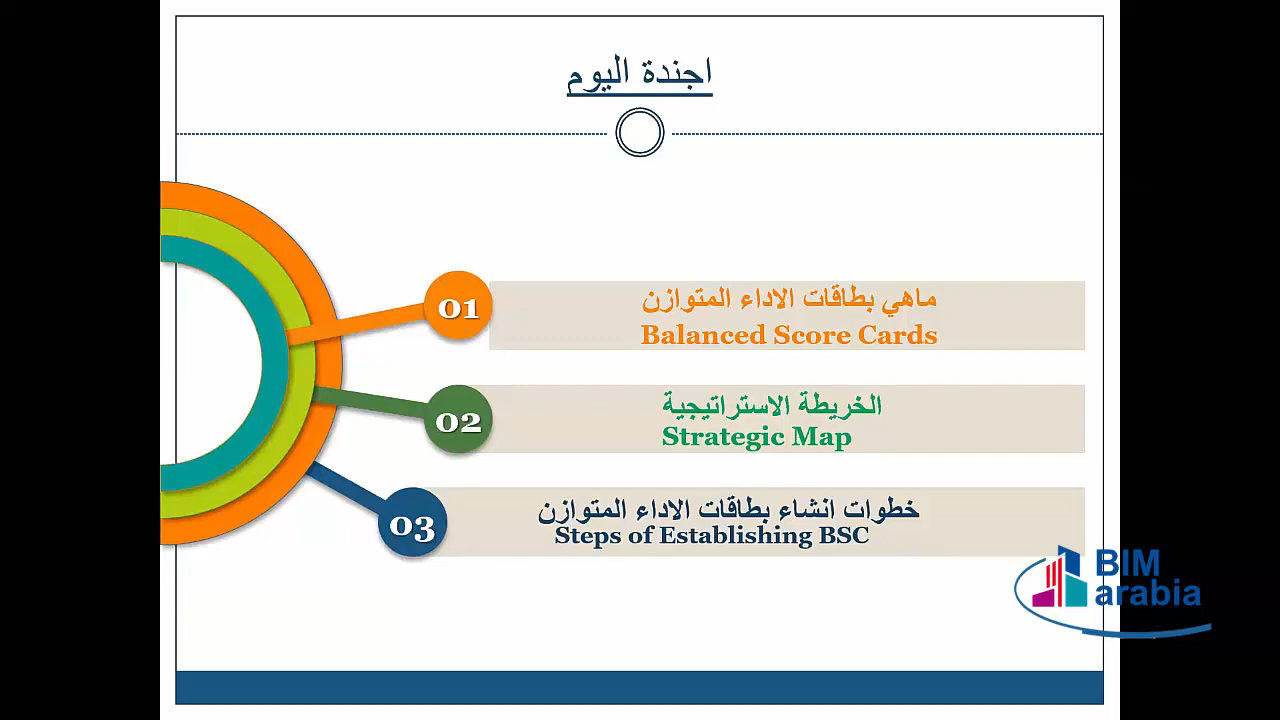 اجندة اليوم
01
ماهي بطاقات الاداء المتوازن
Balanced Score Cards
02
الخريطة الاستراتيجية
Strategic Map
03
خطوات انشاء بطاقات الاداء المتوازن
Steps of Establishing BSC
BIM
arabia